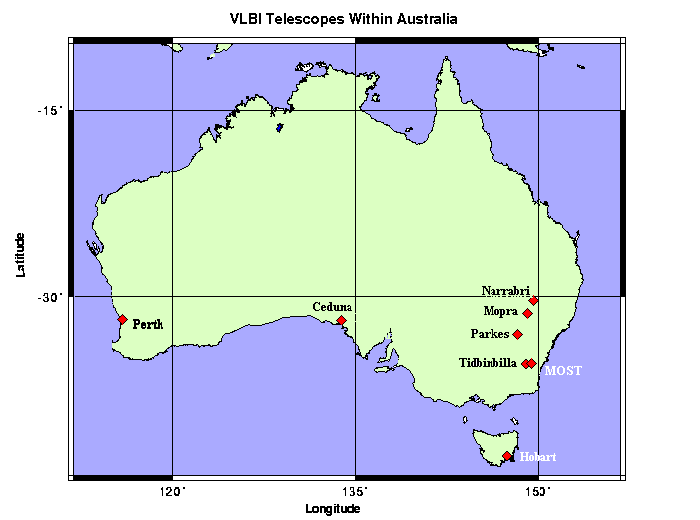 VLBI Telescopes Within Australia
-15°
Latitude
-30°
Narrabri
Ceduna
Mopra
Perth
Parkes
Tidbinbilla
MOST
Hobart
120°
135°
150°
Longitude